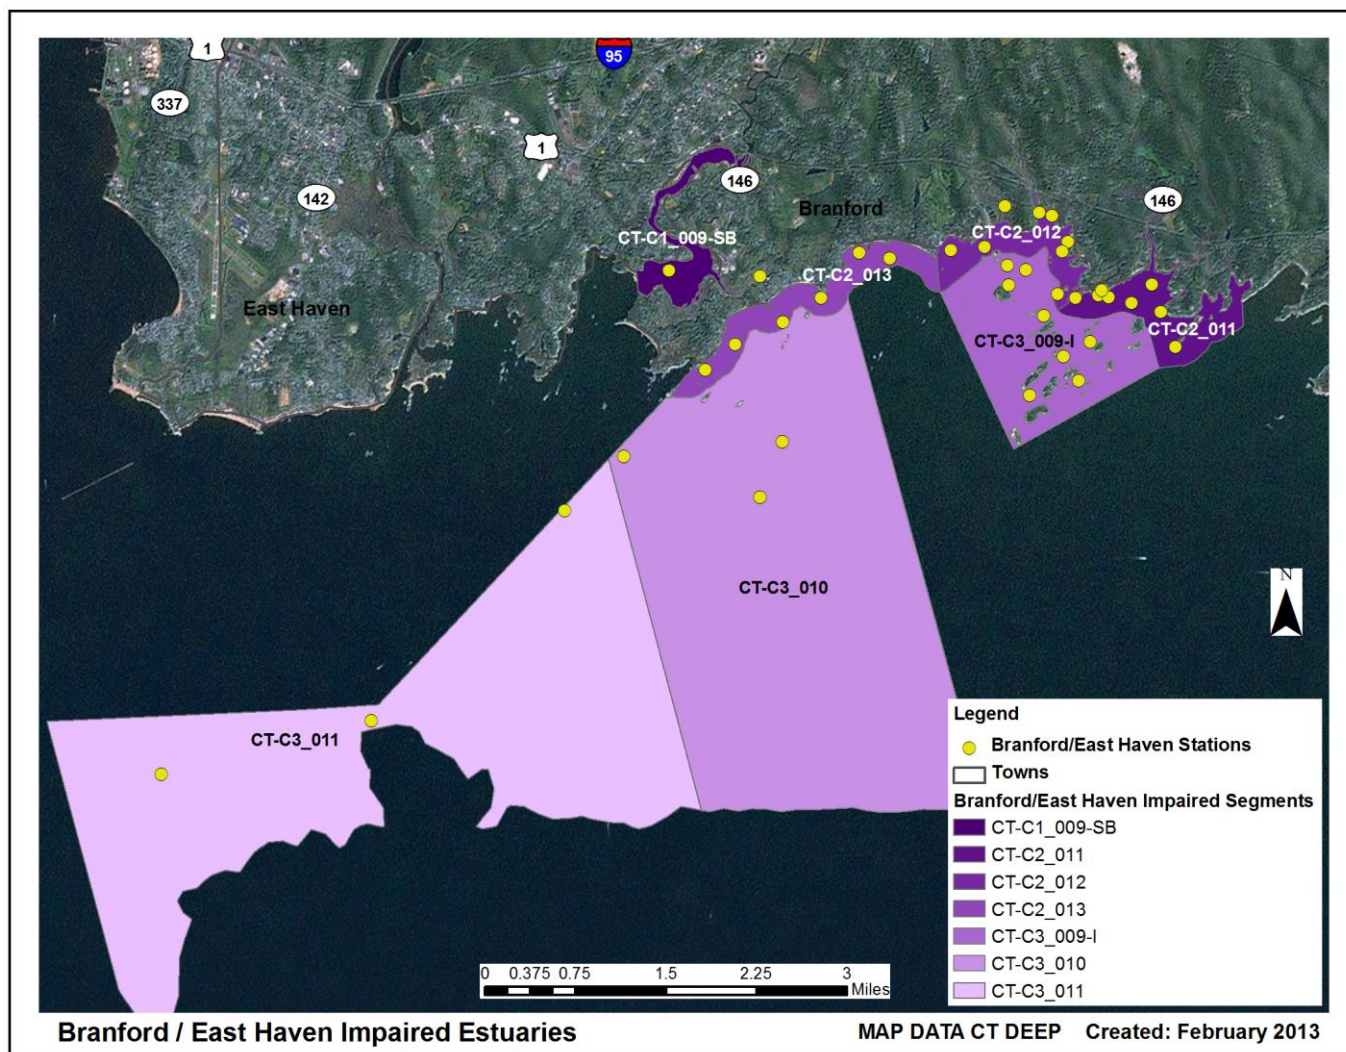 1
95
337
1
146
142
Branford
146
CT-C2_012
CT-C1_009-SB
CT-C2_013
East Haven
CT-C2_011
CT-C3_009-I
N
CT-C3_010
CT-C3_011
Legend
Branford/East Haven Stations
Towns
Branford/East Haven Impaired Segments
CT-C1_009-SB
CT-C2_011
CT-C2_012
CT-C2_013
CT-C3_009-I
CT-C3_010
CT-C3_011
0 0.375 0.75 1.5 2.25 3
Miles
Branford / East Haven Impaired Estuaries
MAP DATA CT DEEP Created: February 2013